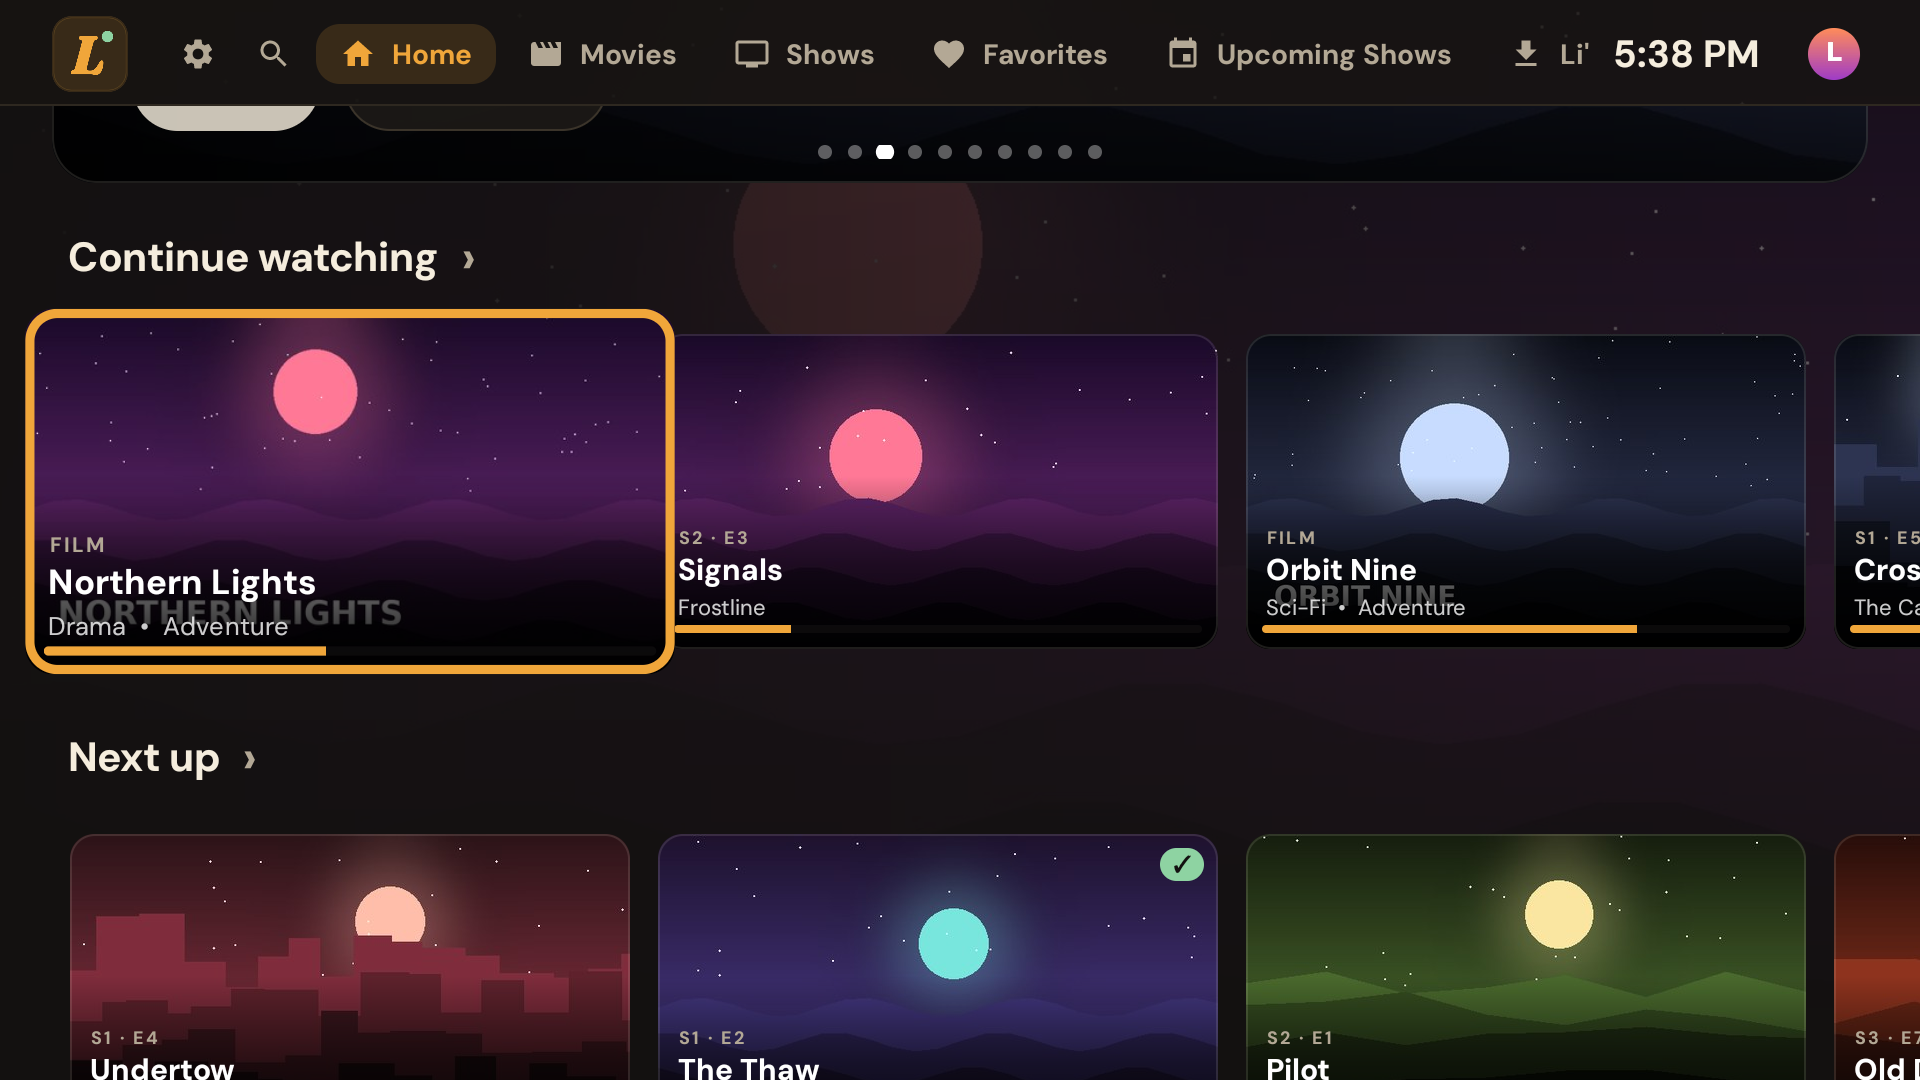 L
Home
Movies
Shows
Favorites
Upcoming Shows
Li'
5:38 PM
L
Continue watching ›
FILM
Northern Lights
NORTHERN LIGHTS
Drama • Adventure
S2 · E3
Signals
Frostline
FILM
Orbit Nine
ORBIT NINE
Sci-Fi • Adventure
S1 · E5
Cros
The Ca
Next up ›
S1 · E4
Undertow
S1 · E2
The Thaw
✓
S2 · E1
Pilot
S3 · E7
Old